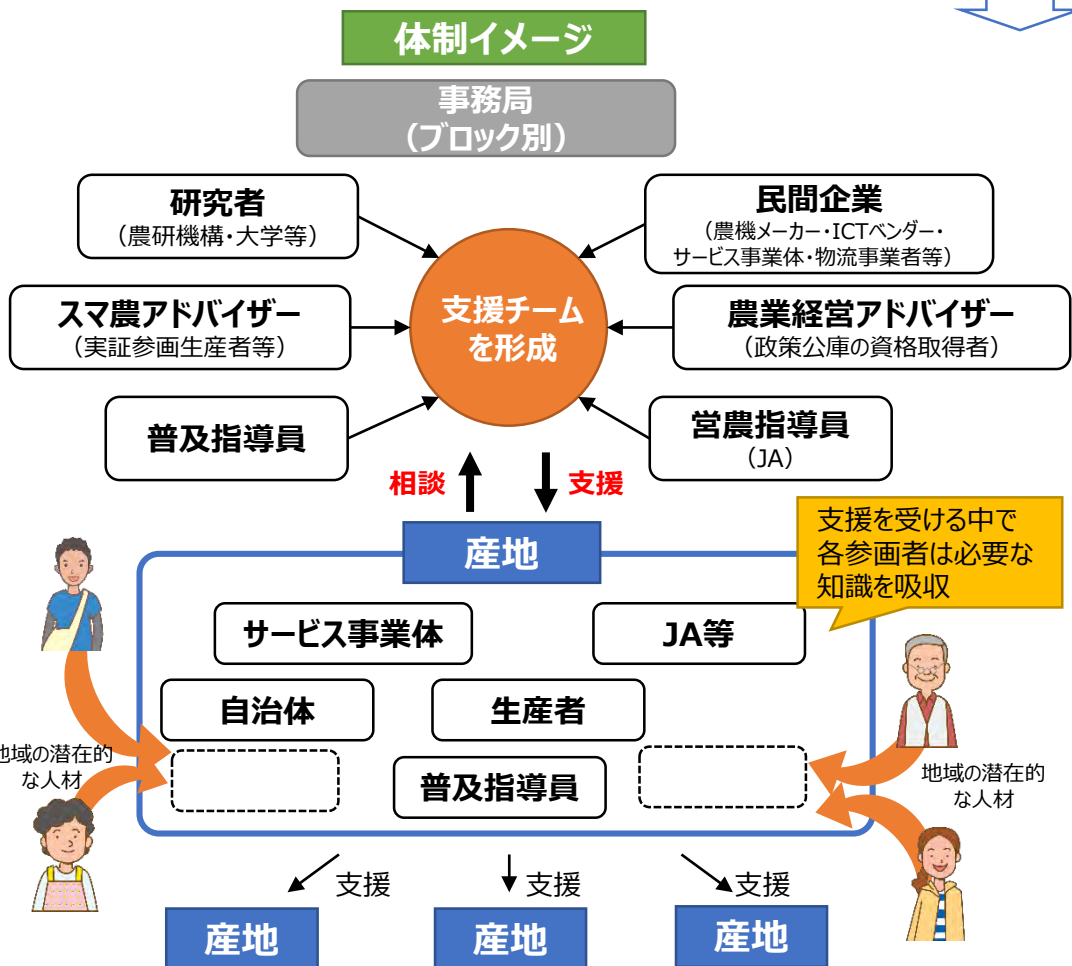 体制イメージ
事務局
（ブロック別）
研究者
（農研機構・大学等）
民間企業
（農機メーカー・ICTベンダー・
サービス事業体・物流事業者等）
スマ農アドバイザー
（実証参画生産者等）
支援チーム
を形成
農業経営アドバイザー
（政策公庫の資格取得者）
普及指導員
営農指導員
（JA）
相談
支援
産地
支援を受ける中で
各参画者は必要な
知識を吸収
サービス事業体
JA等
自治体
生産者
普及指導員
地域の潜在的
な人材
地域の潜在的
な人材
支援
支援
支援
産地
産地
産地